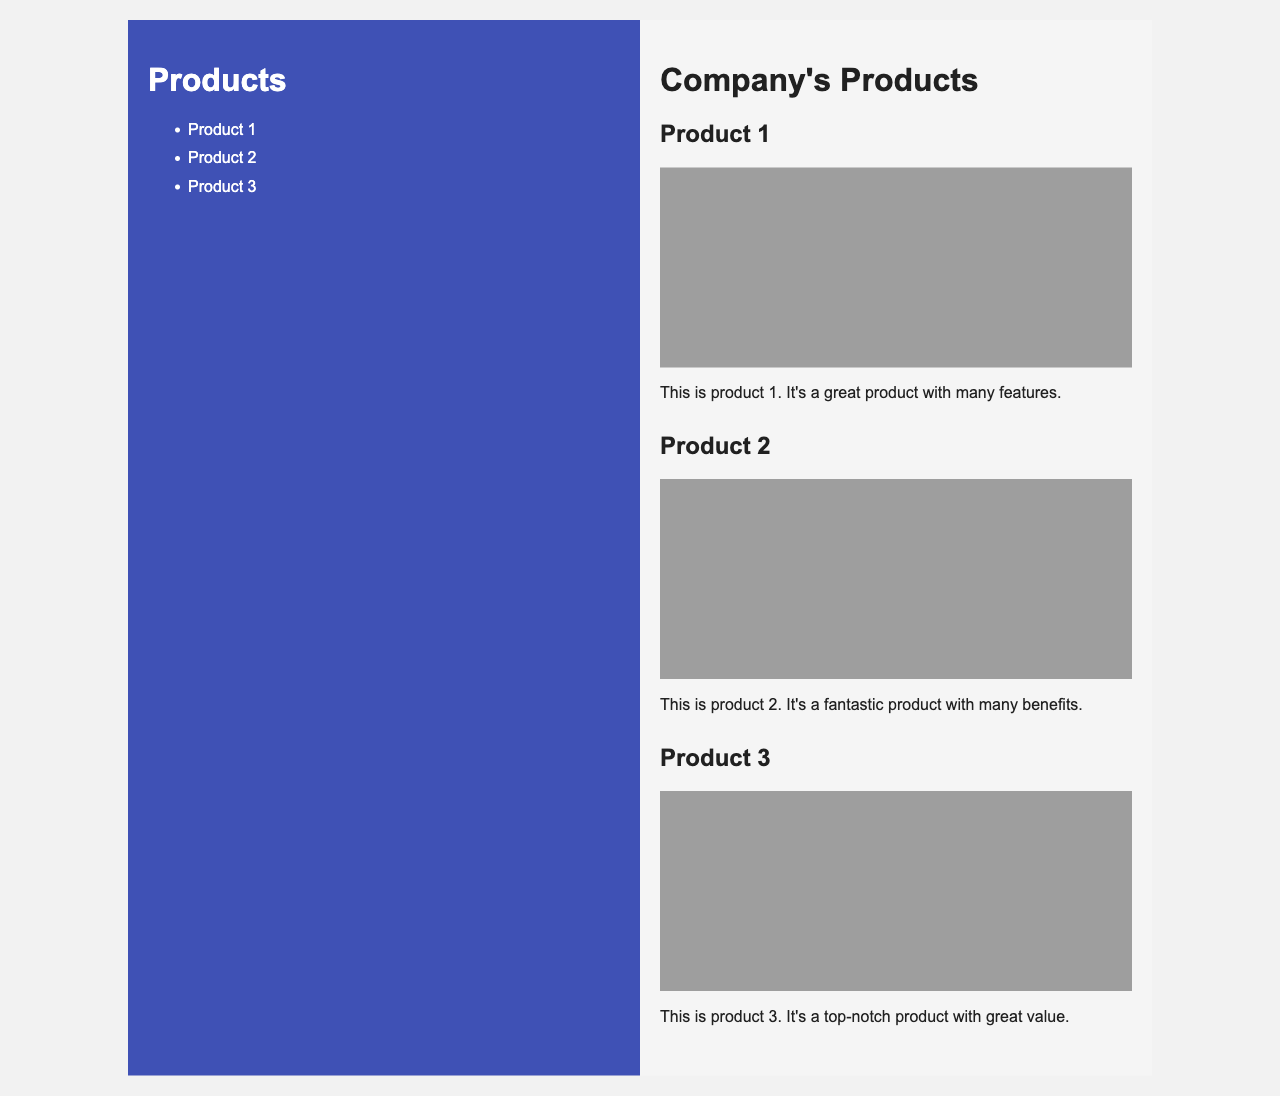 Products
Product 1
Product 2
Product 3
Company's Products
Product 1
This is product 1. It's a great product with many features.
Product 2
This is product 2. It's a fantastic product with many benefits.
Product 3
This is product 3. It's a top-notch product with great value.